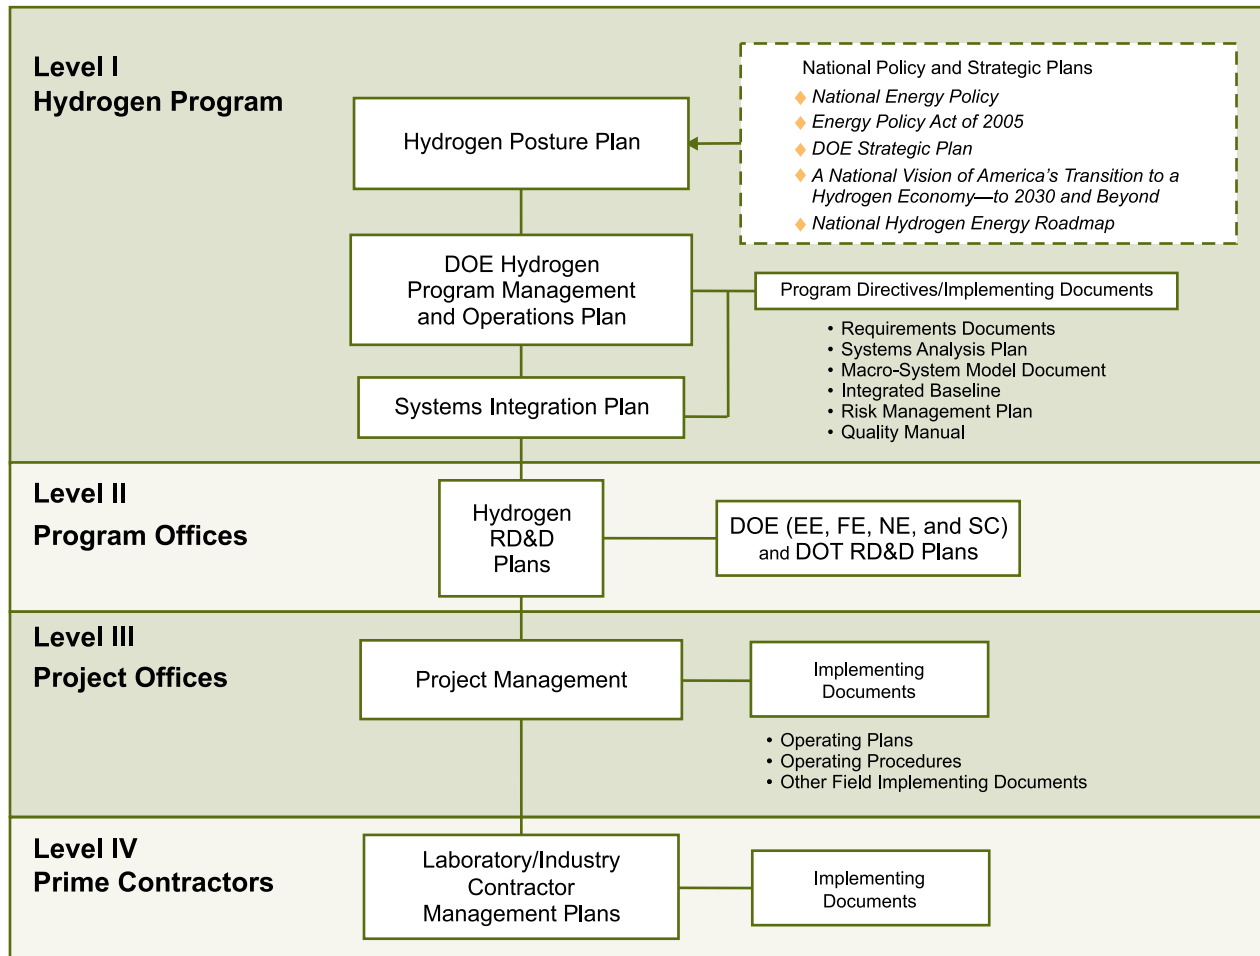 Level I
Hydrogen Program
Hydrogen Posture Plan
National Policy and Strategic Plans
National Energy Policy
Energy Policy Act of 2005
DOE Strategic Plan
A National Vision of America’s Transition to a
Hydrogen Economy—to 2030 and Beyond
National Hydrogen Energy Roadmap
DOE Hydrogen
Program Management
and Operations Plan
Program Directives/Implementing Documents
• Requirements Documents
• Systems Analysis Plan
• Macro-System Model Document
• Integrated Baseline
• Risk Management Plan
• Quality Manual
Systems Integration Plan
Level II
Program Offices
Hydrogen
RD&D
Plans
DOE (EE, FE, NE, and SC)
and DOT RD&D Plans
Level III
Project Offices
Project Management
Implementing
Documents
• Operating Plans
• Operating Procedures
• Other Field Implementing Documents
Level IV
Prime Contractors
Laboratory/Industry
Contractor
Management Plans
Implementing
Documents